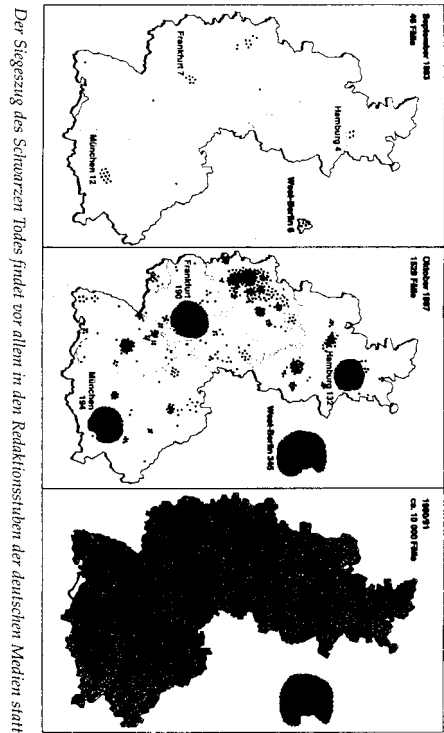 September 1983
46 Fälle
Hamburg 4
West-Berlin 6
Frankfurt 7
München 12
Oktober 1987
Fälle
Hamburg 132
West-Berlin
Frankfurt
190
München
194
1990/91
ca. 10 000 Fälle
Der Siegeszug des Schwarzen Todes findet vor allem in den Redaktionsstuben der deutschen Medien statt